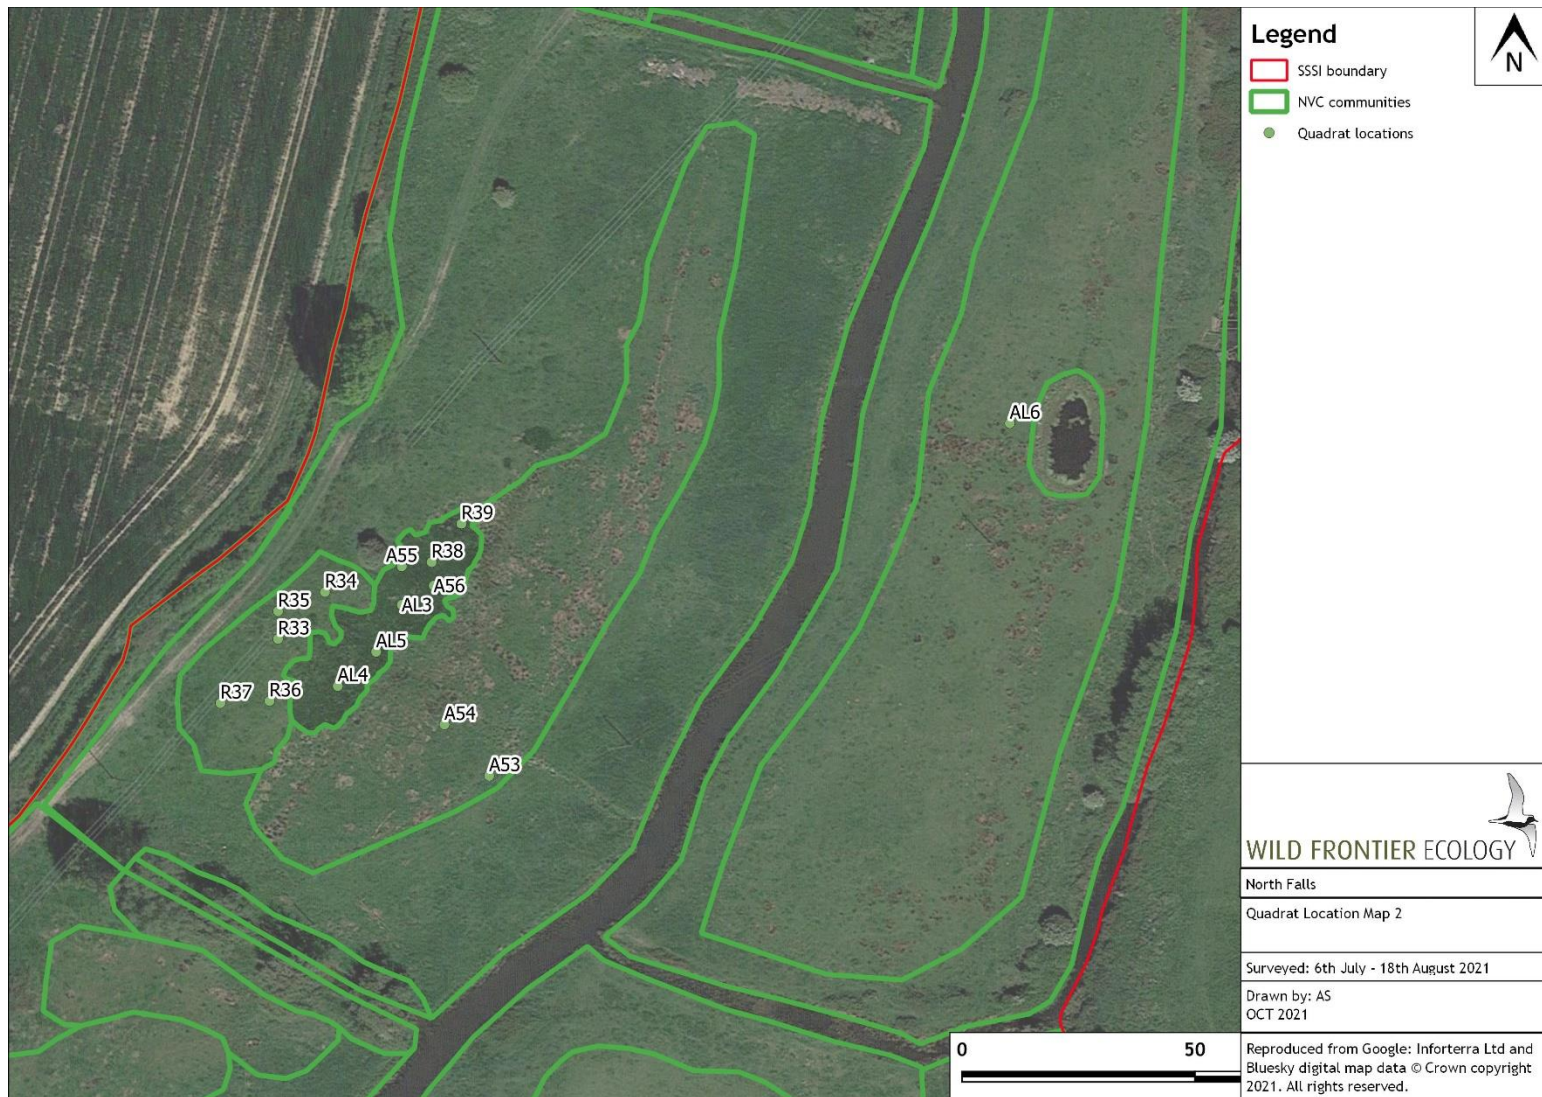 Legend
N
SSSI boundary
NVC communities
Quadrat locations
AL6
R39
A55
R38
R34
A56
R35
AL3
R33
AL5
AL4
R37
R36
A54
A53
WILD FRONTIER ECOLOGY
North Falls
Quadrat Location Map 2
Surveyed: 6th July - 18th August 2021
Drawn by: AS
OCT 2021
0 50
Reproduced from Google: Inforterra Ltd and
Bluesky digital map data © Crown copyright
2021. All rights reserved.